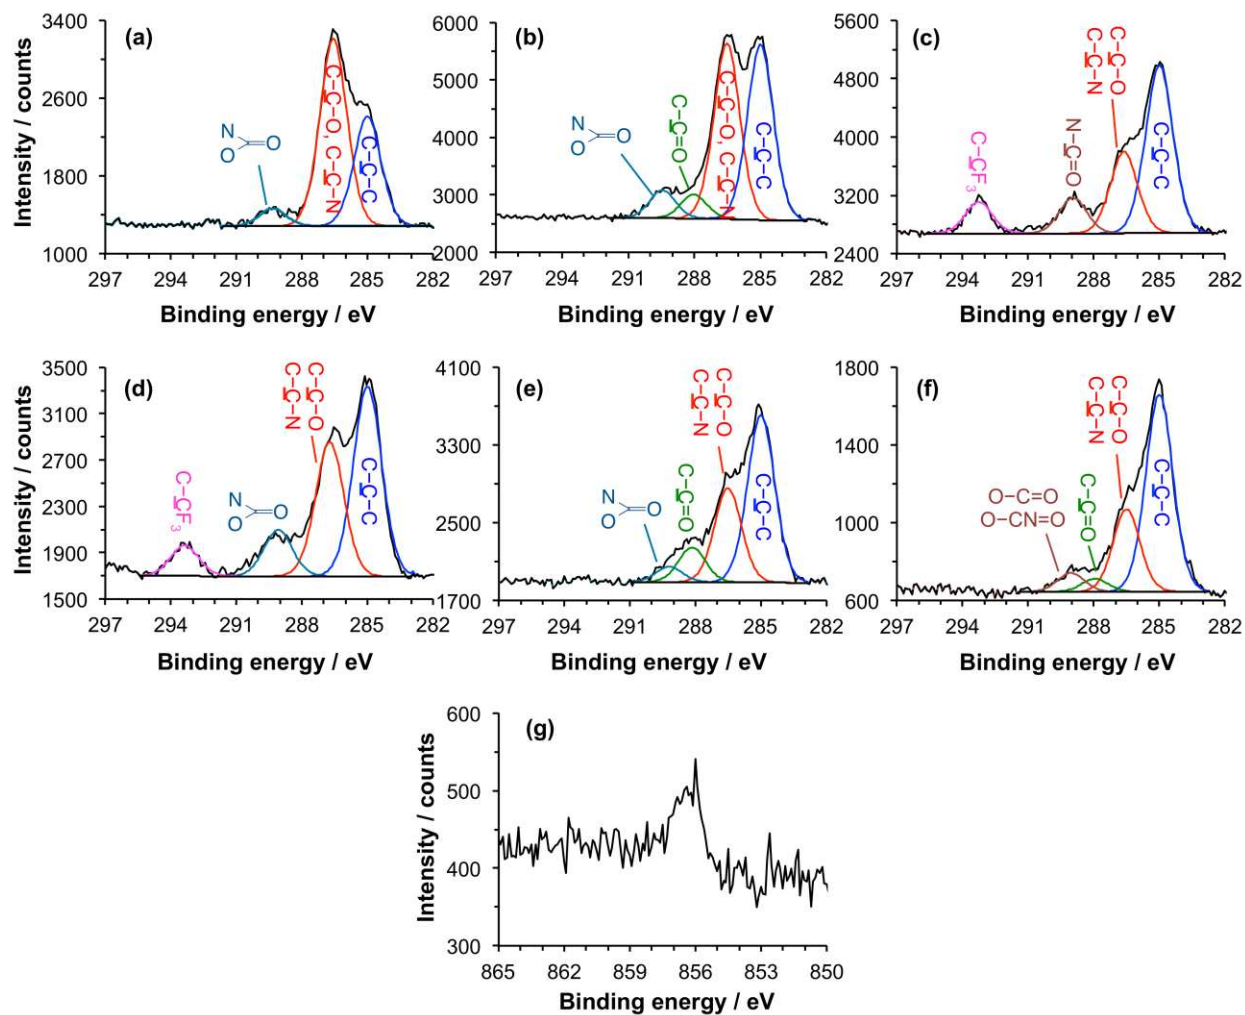 (a)
3400
2600
1800
1000
Intensity / counts
N
O
O
C–C–O, C–C–N
C–C–C
297 294 291 288 285 282
Binding energy / eV
(b)
6000
5000
4000
3000
2000
N
O
O
C–C=O
C–C–O, C–C–N
C–C–C
297 294 291 288 285 282
Binding energy / eV
(c)
5600
4800
4000
3200
2400
C–CF3
N–C=O
C–C–N
C–C–O
C–C–C
297 294 291 288 285 282
Binding energy / eV
(d)
3500
3100
2700
2300
1900
1500
Intensity / counts
C–CF3
N
O
O
C–C–N
C–C–O
C–C–C
297 294 291 288 285 282
Binding energy / eV
(e)
4100
3300
2500
1700
N
O
O
C–C=O
C–C–N
C–C–O
C–C–C
297 294 291 288 285 282
Binding energy / eV
(f)
1800
1400
1000
600
O–C=O
O–CN=O
C–C=O
C–C–N
C–C–O
C–C–C
297 294 291 288 285 282
Binding energy / eV
(g)
600
500
400
300
Intensity / counts
865 862 859 856 853 850
Binding energy / eV